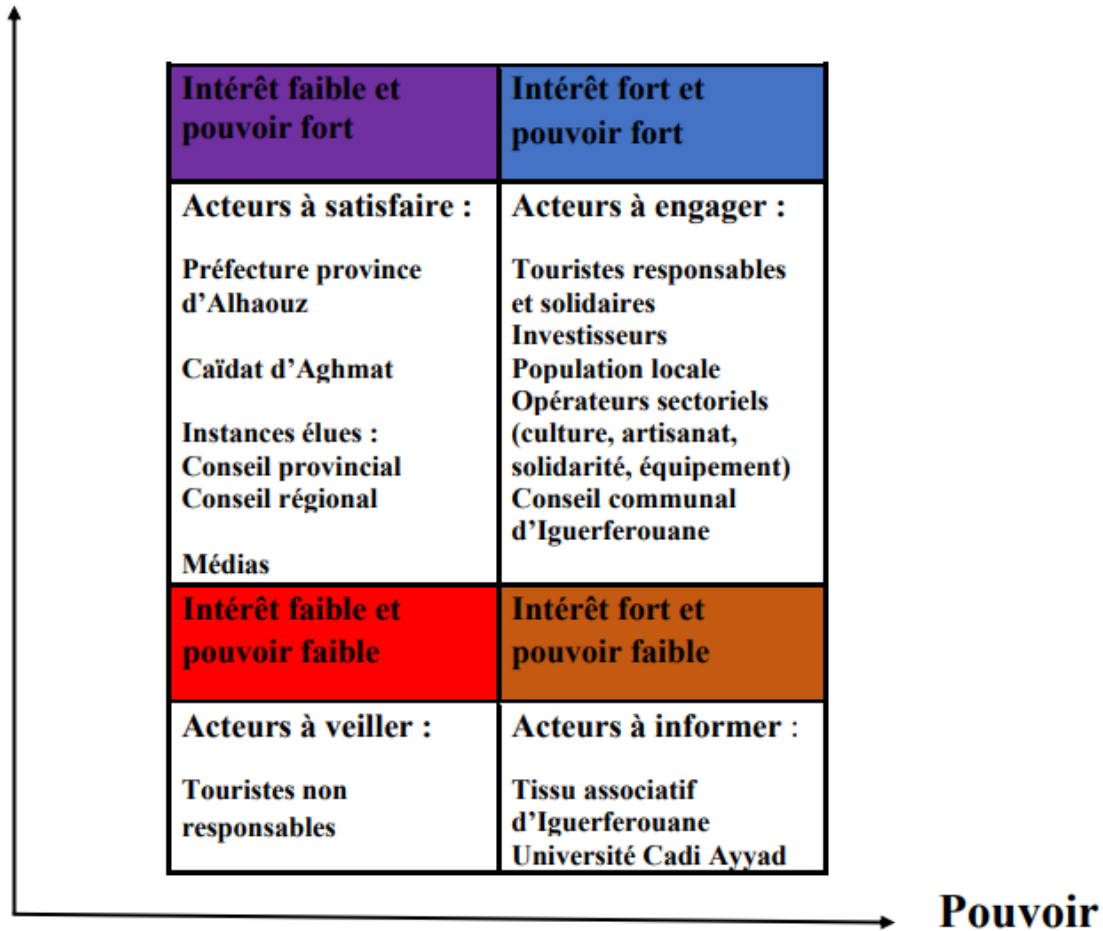 Intérêt faible et
pouvoir fort
Intérêt fort et
pouvoir fort
Acteurs à satisfaire :
Préfecture province
d’Alhaouz
Caïdat d’Aghmat
Instances élues :
Conseil provincial
Conseil régional
Médias
Acteurs à engager :
Touristes responsables
et solidaires
Investisseurs
Population locale
Opérateurs sectoriels
(culture, artisanat,
solidarité, équipement)
Conseil communal
d’Iguerferouane
Intérêt faible et
pouvoir faible
Intérêt fort et
pouvoir faible
Acteurs à veiller :
Touristes non
responsables
Acteurs à informer :
Tissu associatif
d’Iguerferouane
Université Cadi Ayyad
Pouvoir